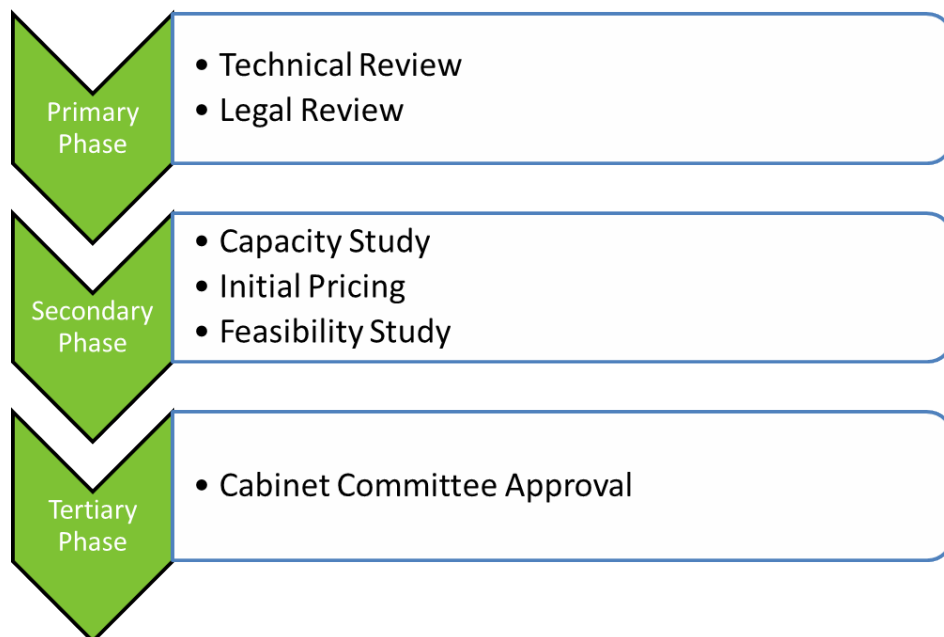 Primary
Phase
• Technical Review
• Legal Review
Secondary
Phase
• Capacity Study
• Initial Pricing
• Feasibility Study
Tertiary
Phase
• Cabinet Committee Approval